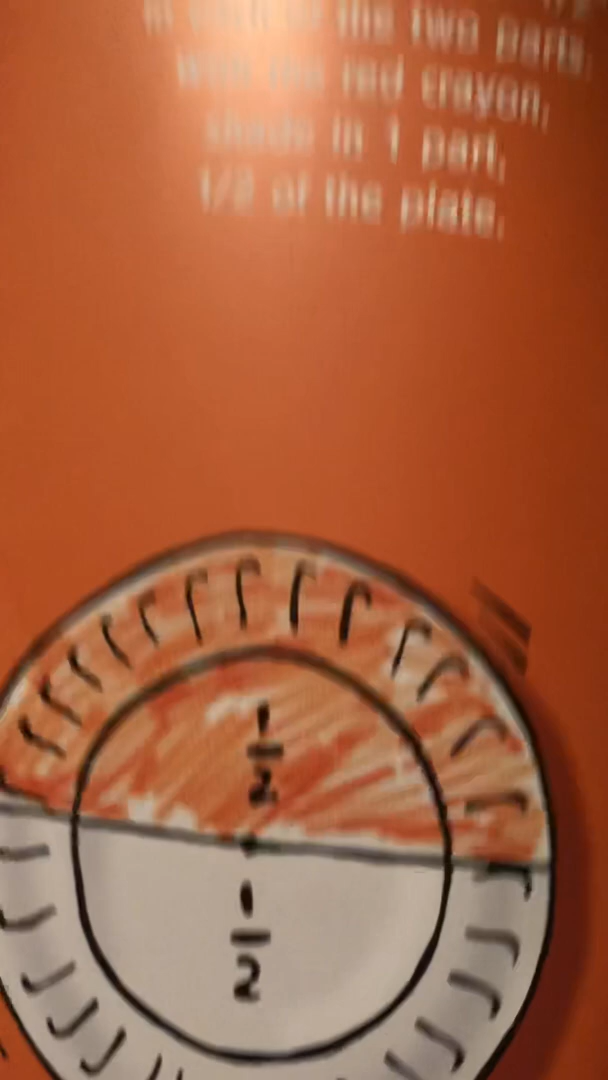 the two parts.
with the red crayon,
shade in 1 part,
1/2 of the plate.
1
2
1
2